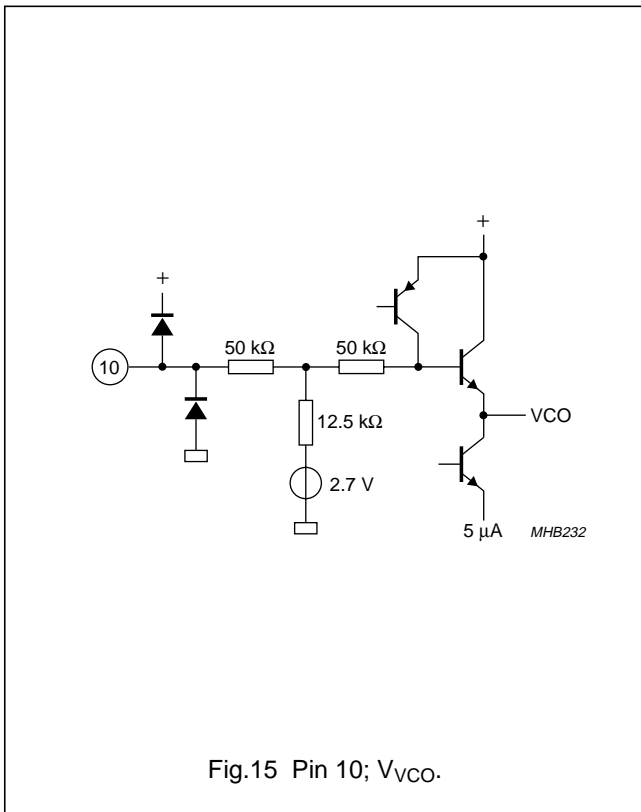 +
+
50 kΩ
50 kΩ
10
12.5 kΩ
VCO
2.7 V
5 μA
MHB232
Fig.15 Pin 10; VVCO.